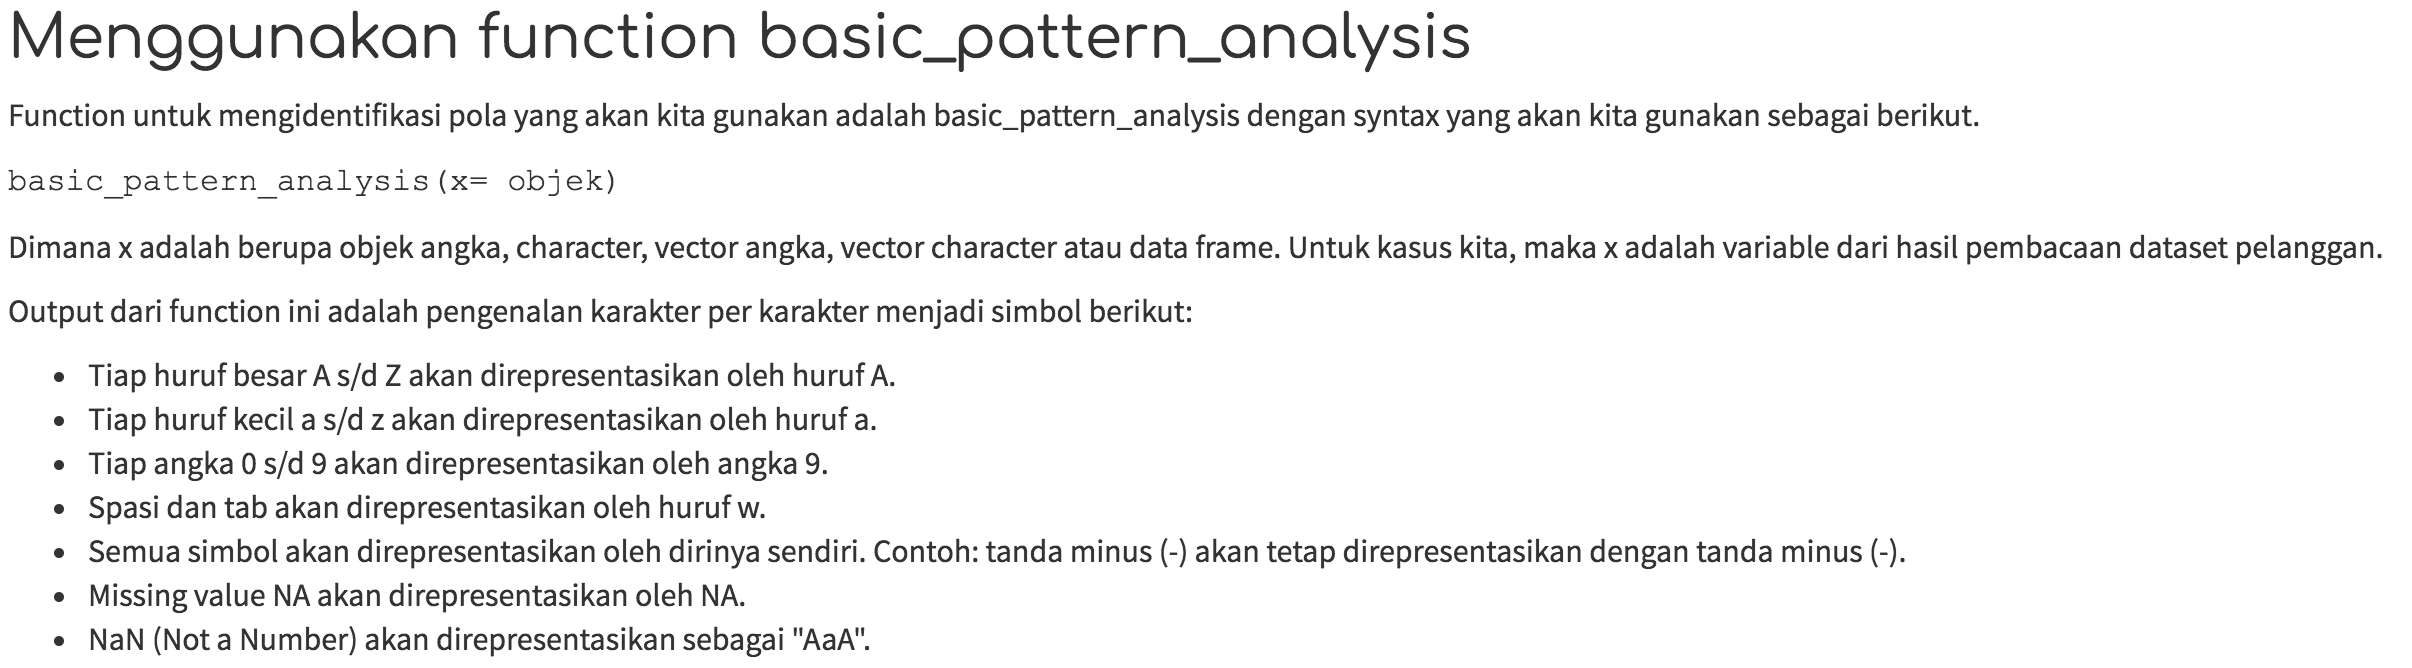 Menggunakan function basic_pattern_analysis
Function untuk mengidentifikasi pola yang akan kita gunakan adalah basic_pattern_analysis dengan syntax yang akan kita gunakan sebagai berikut.
basic_pattern_analysis(x= objek)
Dimana x adalah berupa objek angka, character, vector angka, vector character atau data frame. Untuk kasus kita, maka x adalah variable dari hasil pembacaan dataset pelanggan.
Output dari function ini adalah pengenalan karakter per karakter menjadi simbol berikut:
• Tiap huruf besar A s/d Z akan direpresentasikan oleh huruf A.
• Tiap huruf kecil a s/d z akan direpresentasikan oleh huruf a.
• Tiap angka 0 s/d 9 akan direpresentasikan oleh angka 9.
• Spasi dan tab akan direpresentasikan oleh huruf w.
• Semua simbol akan direpresentasikan oleh dirinya sendiri. Contoh: tanda minus (-) akan tetap direpresentasikan dengan tanda minus (-).
• Missing value NA akan direpresentasikan oleh NA.
• NaN (Not a Number) akan direpresentasikan sebagai "AaA".